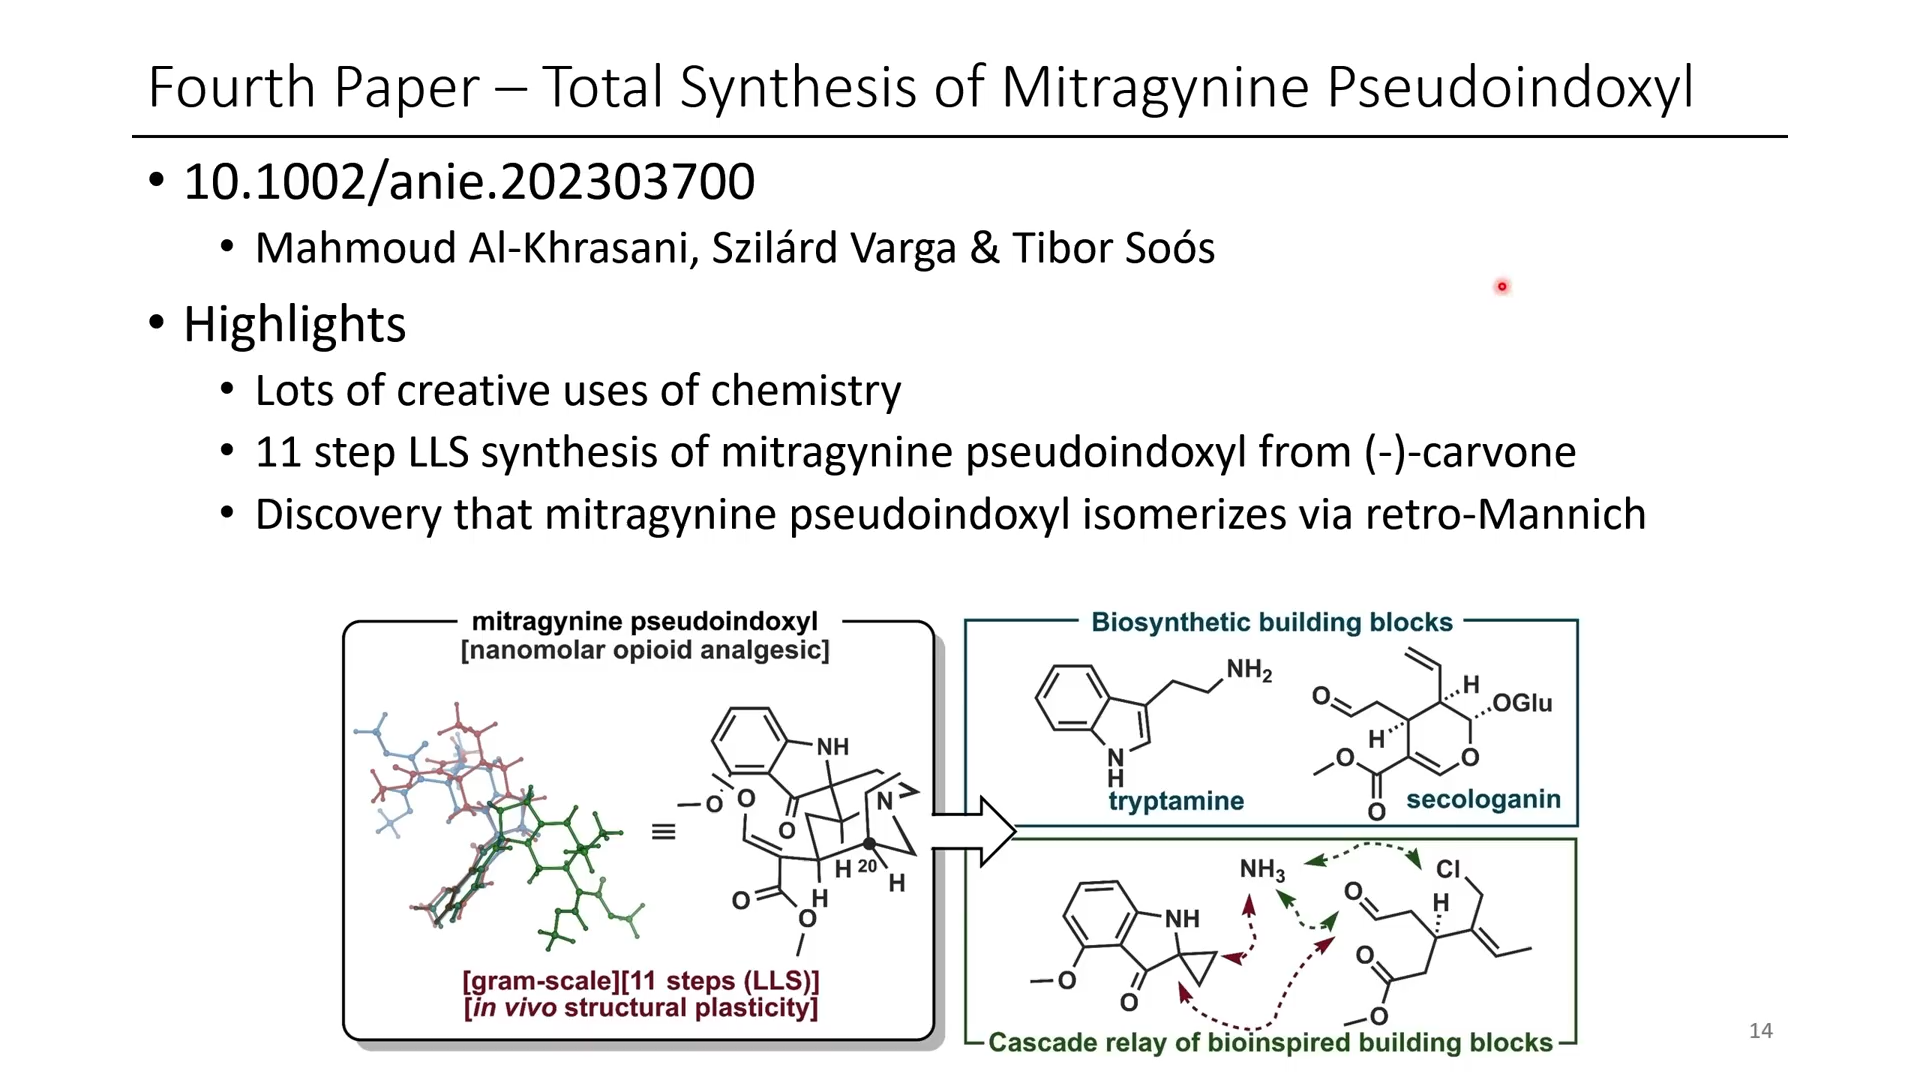 Fourth Paper – Total Synthesis of Mitragynine Pseudoindoxyl
• 10.1002/anie.202303700
• Mahmoud Al-Khrasani, Szilárd Varga & Tibor Soós
• Highlights
• Lots of creative uses of chemistry
• 11 step LLS synthesis of mitragynine pseudoindoxyl from (-)-carvone
• Discovery that mitragynine pseudoindoxyl isomerizes via retro-Mannich
mitragynine pseudoindoxyl
[nanomolar opioid analgesic]
NH
O
O
N
O
H 20
H
O
H
O
≡
[gram-scale][11 steps (LLS)]
[in vivo structural plasticity]
Biosynthetic building blocks
NH2
N
H
tryptamine
O
H
OGlu
H
O
O
O
secologanin
NH3
Cl
NH
O
H
O
O
O
O
Cascade relay of bioinspired building blocks
14